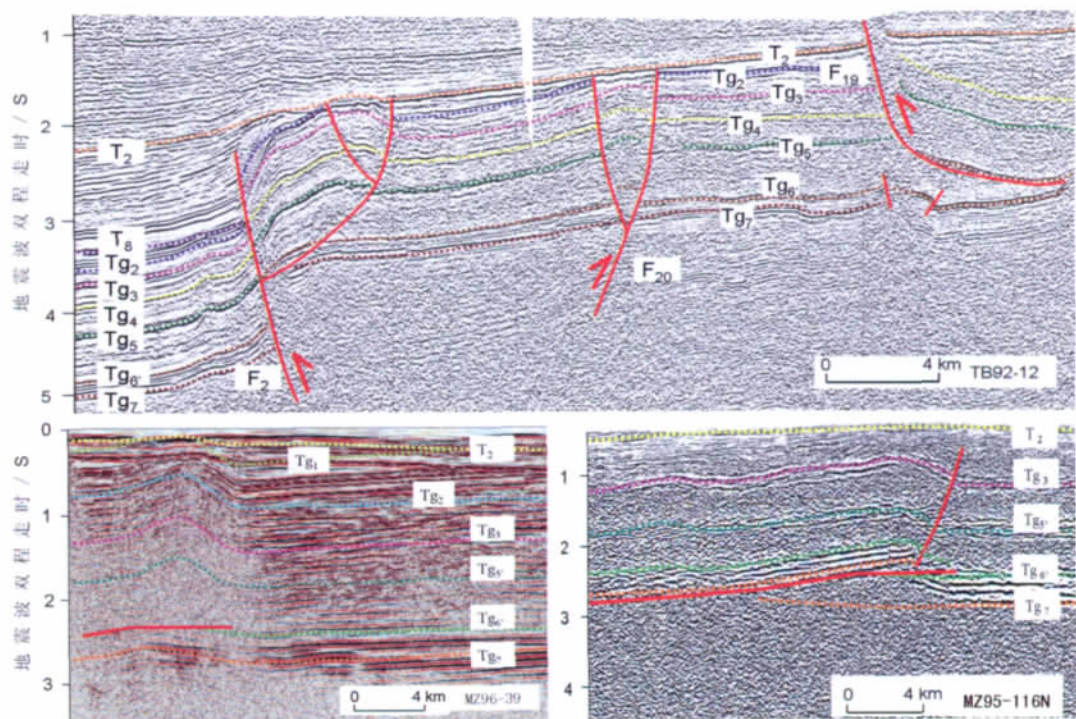 地震波双程走时/S
1
2
3
4
5
T2
Tg2
F19
Tg3
Tg4
Tg5
Tg6
Tg7
T2
T8
Tg2
Tg3
Tg4
Tg5
Tg6'
Tg7
F2
F20
0 4 km
TB92-12
地震波双程走时/S
0
1
2
3
T2
Tg1
Tg2
Tg3
Tg5'
Tg6'
Tg7
0 4 km
MZ96-39
1
2
3
4
T2
Tg3
Tg5'
Tg6'
Tg7
0 4 km
MZ95-116N